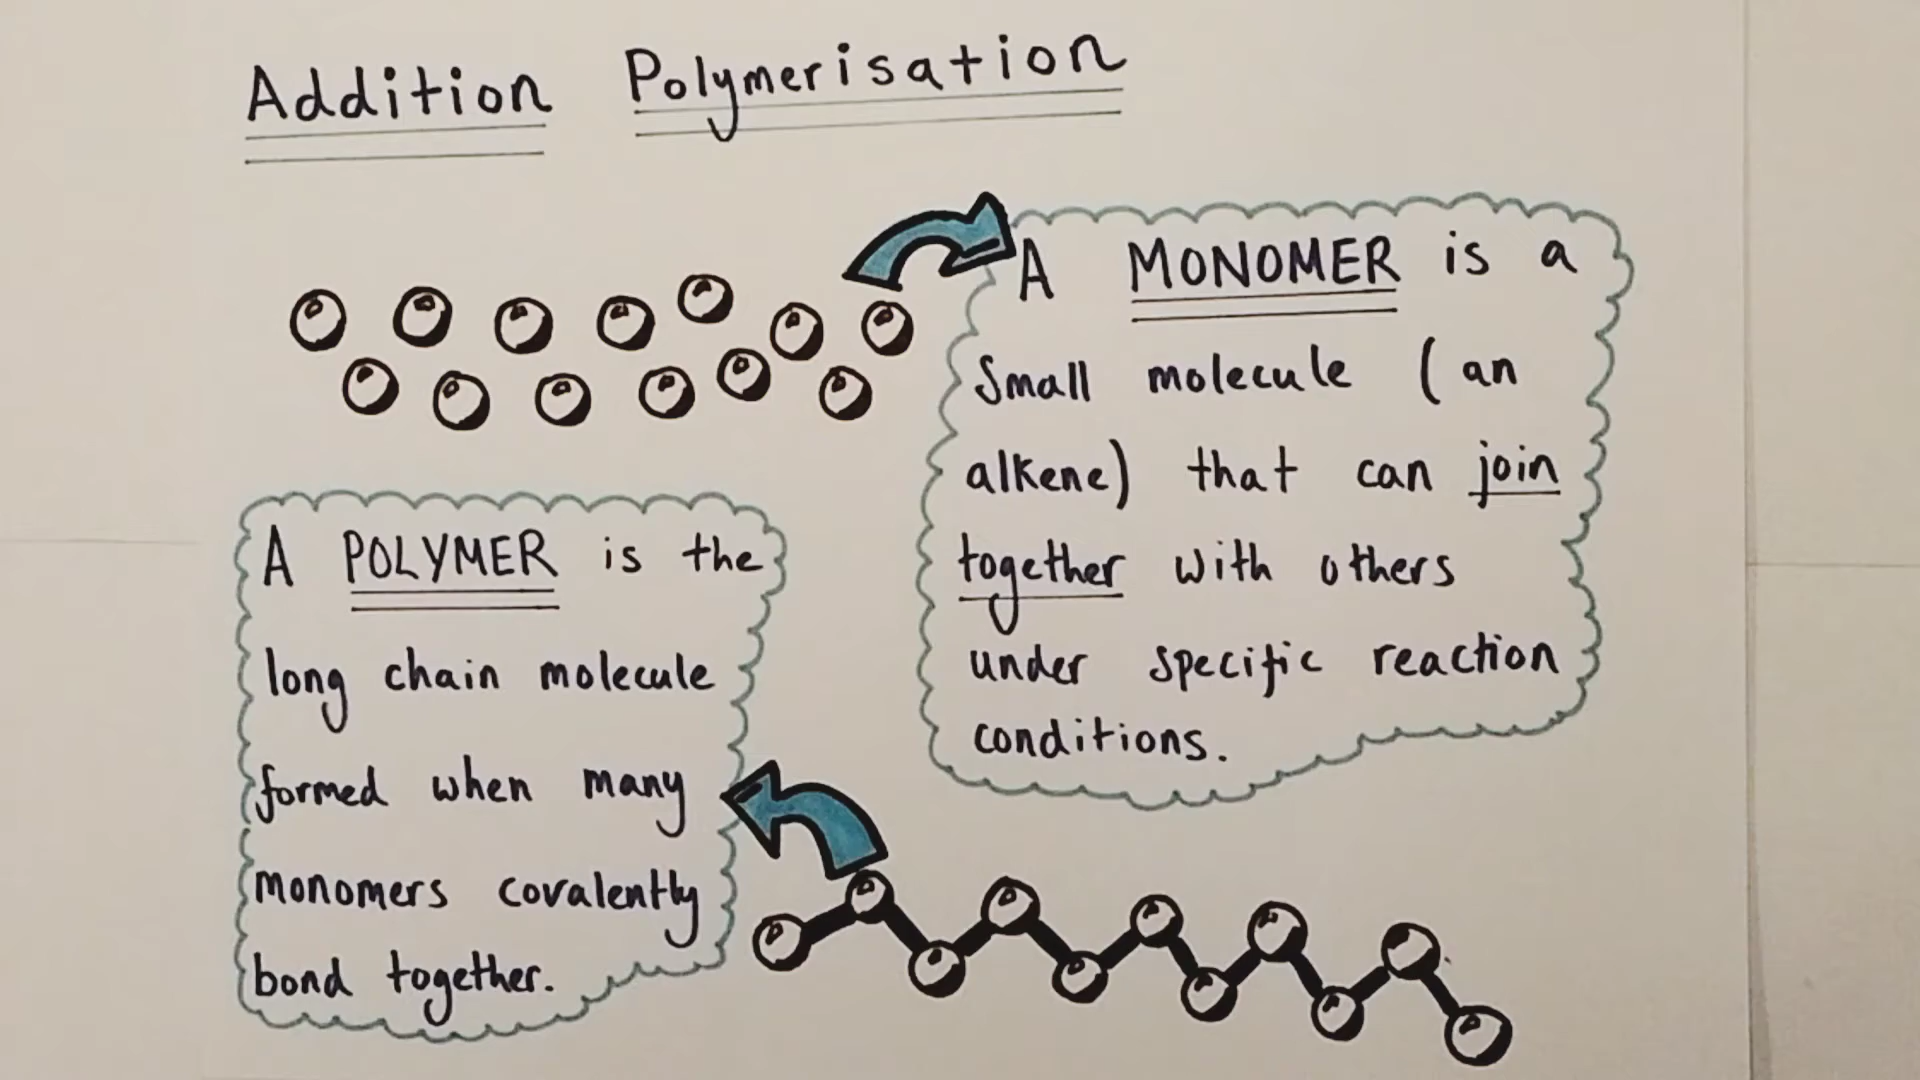 Addition Polymerisation
A MONOMER is a
small molecule (an
alkene) that can join
together with others
under specific reaction
conditions.
A POLYMER is the
long chain molecule
formed when many
monomers covalently
bond together.